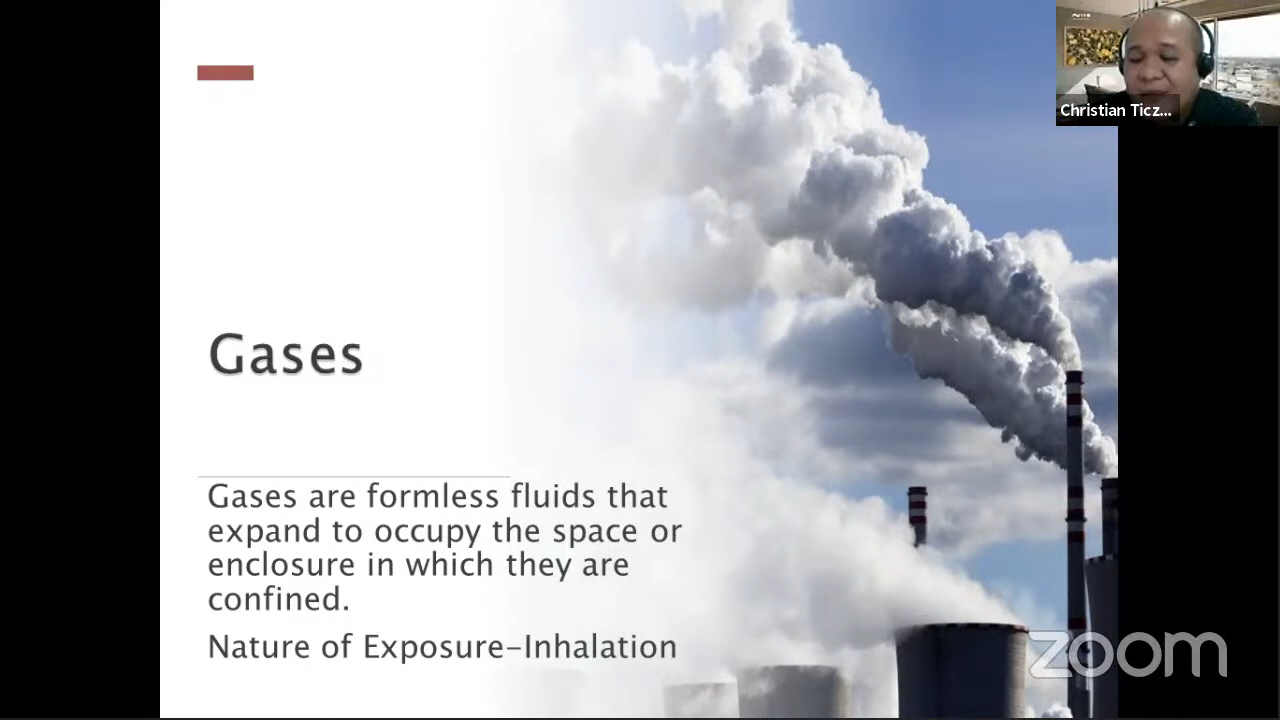 Christian Ticz...
Gases
Gases are formless fluids that
expand to occupy the space or
enclosure in which they are
confined.
Nature of Exposure-Inhalation
zoom